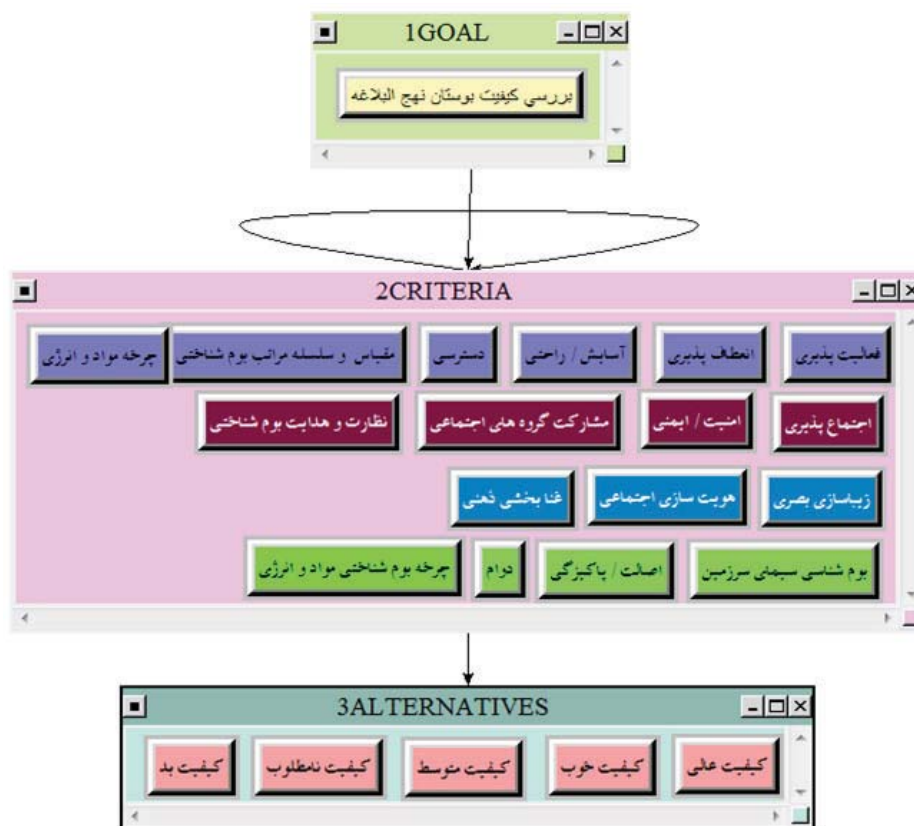 1GOAL
بررسی کیفیت بوستان نهج البلاغه
2CRITERIA
فعالیت پذیری انعطاف پذیری آسایش / راحتی دسترسی مقیاس و سلسله مراتب بوم شناختی چرخه مواد و انرژی
اجتماع پذیری امنیت / ایمنی مشارکت گروه های اجتماعی نظارت و هدایت بوم شناختی
زیباسازی بصری هویت سازی اجتماعی غنا بخشی ذهنی
بوم شناسی سیمای سرزمین اصالت / پاکیزگی دوام چرخه بوم شناختی مواد و انرژی
3ALTERNATIVES
کیفیت عالی کیفیت خوب کیفیت متوسط کیفیت نامطلوب کیفیت بد